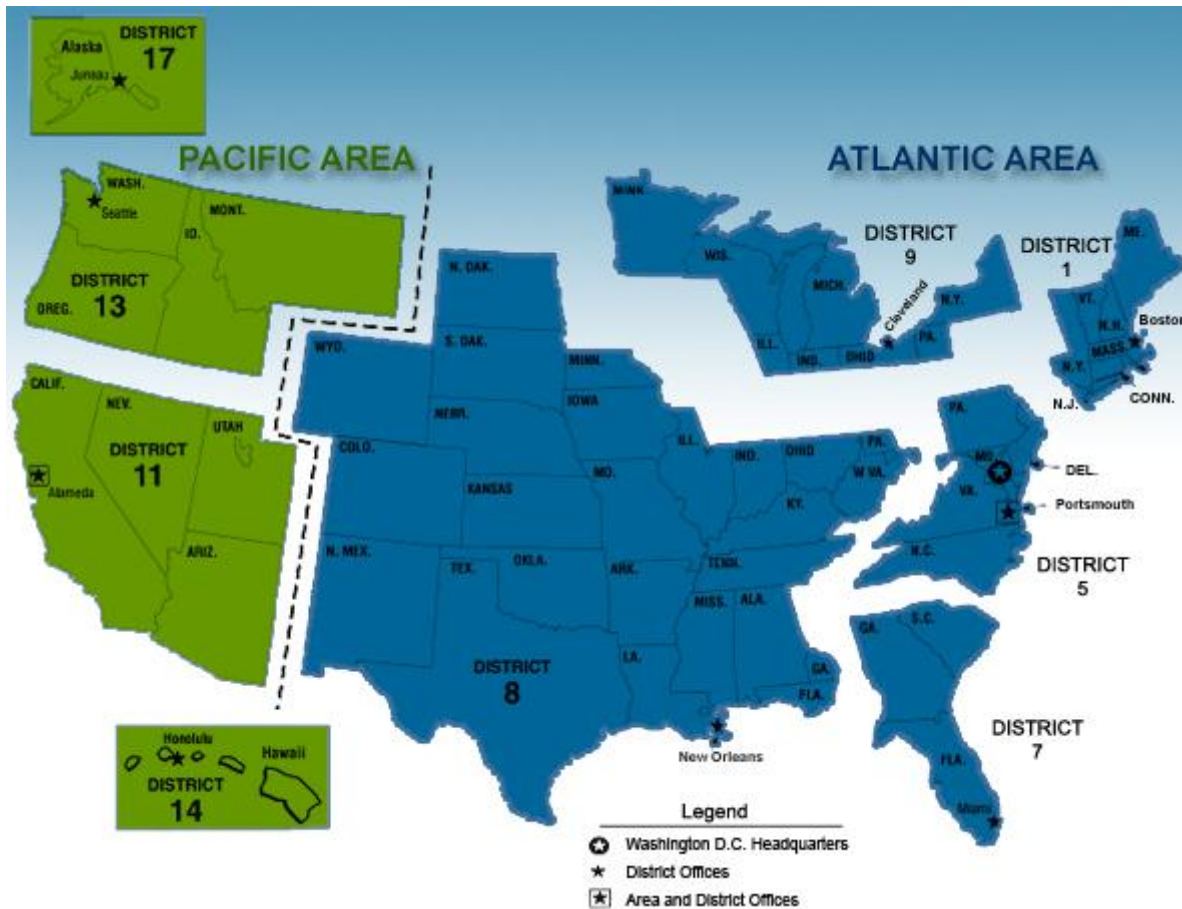 Alaska
DISTRICT
17
Juneau
PACIFIC AREA
ATLANTIC AREA
WASH.
Seattle
MONT.
ID.
DISTRICT
13
OREG.
CALIF.
NEV.
UTAH
DISTRICT
11
Alameda
ARIZ.
Honolulu
Hawaii
DISTRICT
14
N. DAK.
WYO.
S. DAK.
MINN.
NEBR.
IOWA
COLO.
ILL.
IND.
OHIO
PA.
W VA.
KANSAS
MO.
KY.
N. MEX.
TEX.
OKLA.
ARK.
TENN.
MISS.
ALA.
LA.
GA.
FLA.
DISTRICT
8
New Orleans
MINN.
WIS.
MICH.
DISTRICT
9
Cleveland
N.Y.
ILL.
IND.
OHIO
PA.
DISTRICT
1
ME.
VT.
N.H.
Boston
MASS.
N.Y.
N.J.
CONN.
PA.
MD.
DEL.
VA.
Portsmouth
N.C.
DISTRICT
5
GA.
S.C.
DISTRICT
7
FLA.
Miami
Legend
Washington D.C. Headquarters
District Offices
Area and District Offices